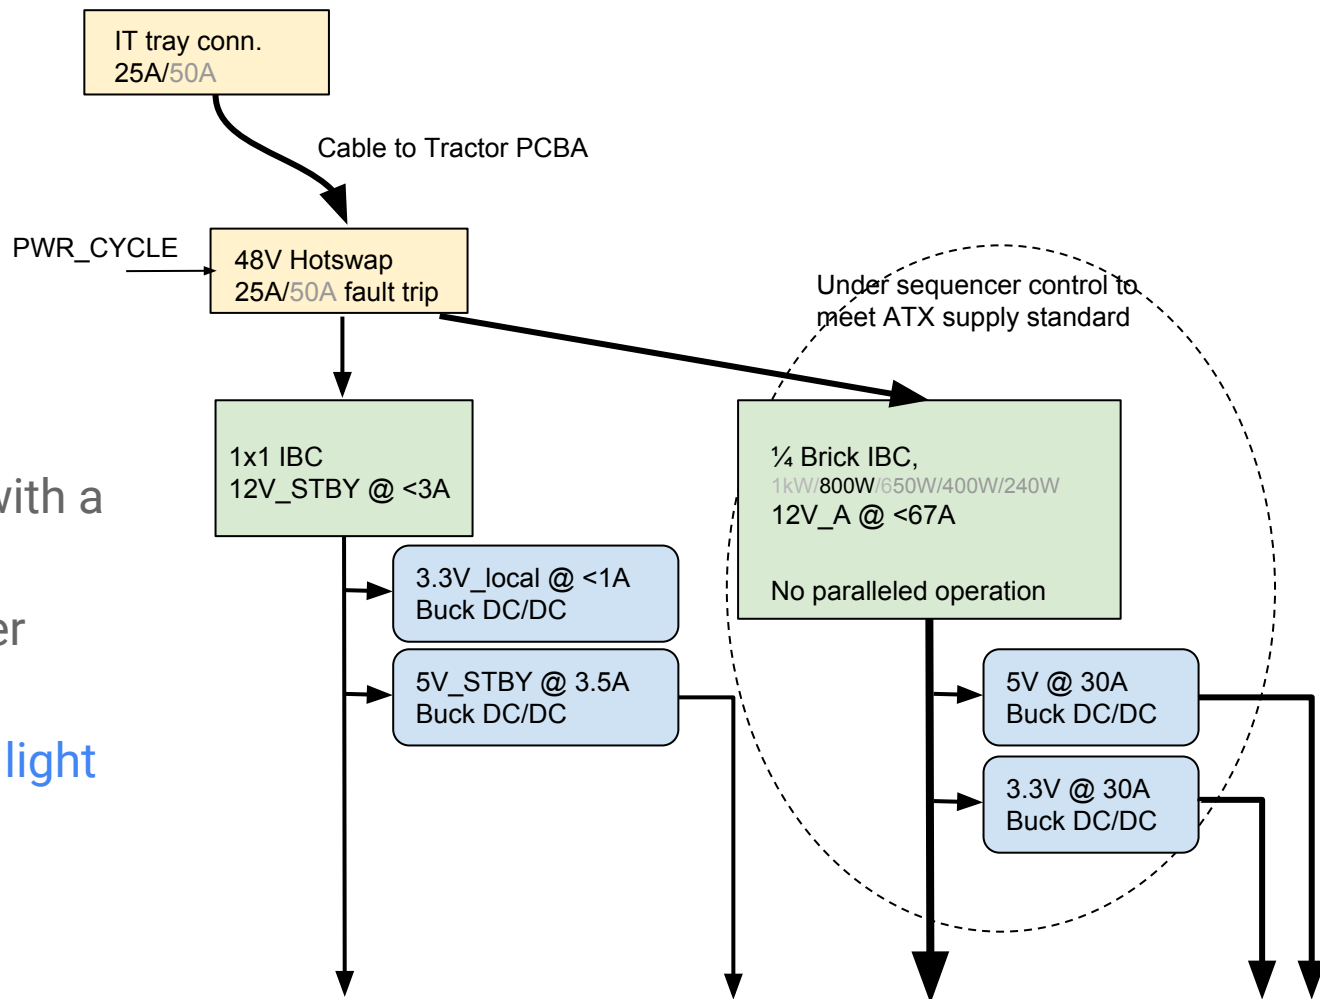 IT tray conn.
25A/50A
Cable to Tractor PCBA
PWR_CYCLE
48V Hotswap
25A/50A fault trip
Under sequencer control to
meet ATX supply standard
1x1 IBC
12V_STBY @ <3A
¼ Brick IBC,
1kW/800W/650W/400W/240W
12V_A @ <67A
No paralleled operation
with a
er
light
3.3V_local @ <1A
Buck DC/DC
5V_STBY @ 3.5A
Buck DC/DC
5V @ 30A
Buck DC/DC
3.3V @ 30A
Buck DC/DC